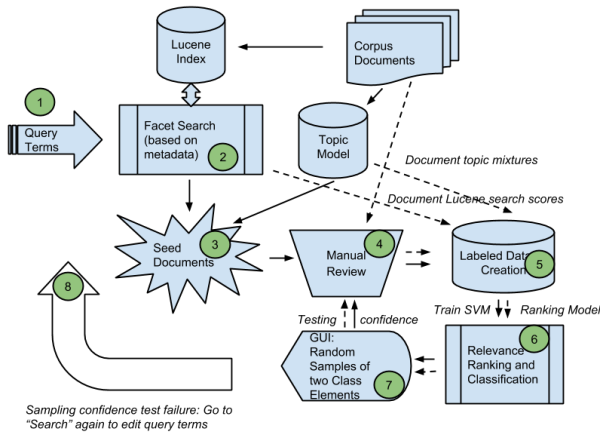 Lucene
Index
Corpus
Documents
1
Query
Terms
Facet Search
(based on
metadata)
2
Topic
Model
Document topic mixtures
Document Lucene search scores
Seed
Documents
3
Manual
Review
4
Labeled Data
Creation
5
Train SVM
Ranking Model
Testing
confidence
Relevance
Ranking and
Classification
6
GUI:
Random
Samples of
two Class
Elements
7
8
Sampling confidence test failure: Go to
"Search" again to edit query terms